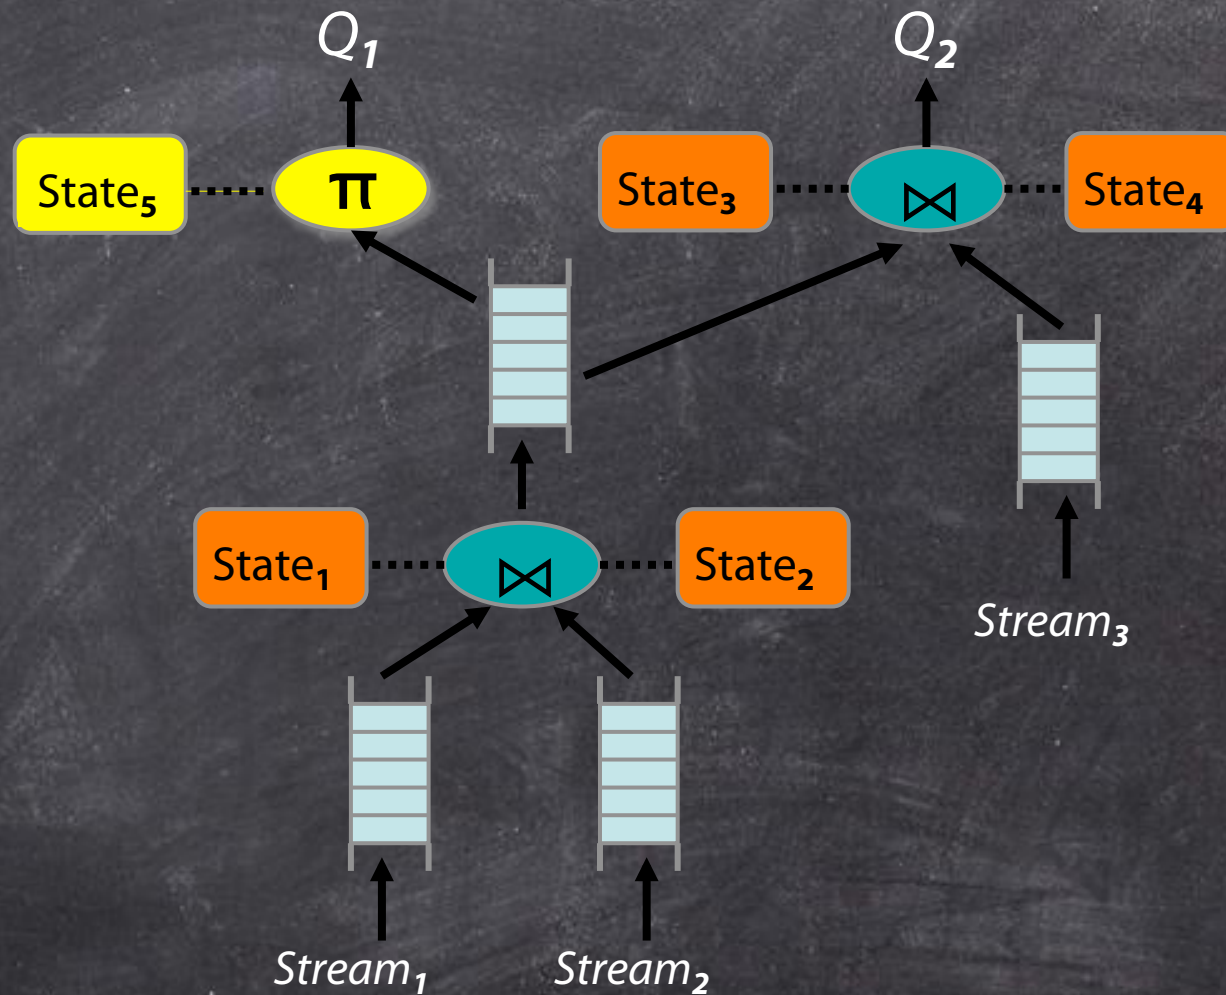 Q₁ Q₂
State₅ π State₃ ⋈ State₄
State₁ ⋈ State₂
Stream₃
Stream₁ Stream₂